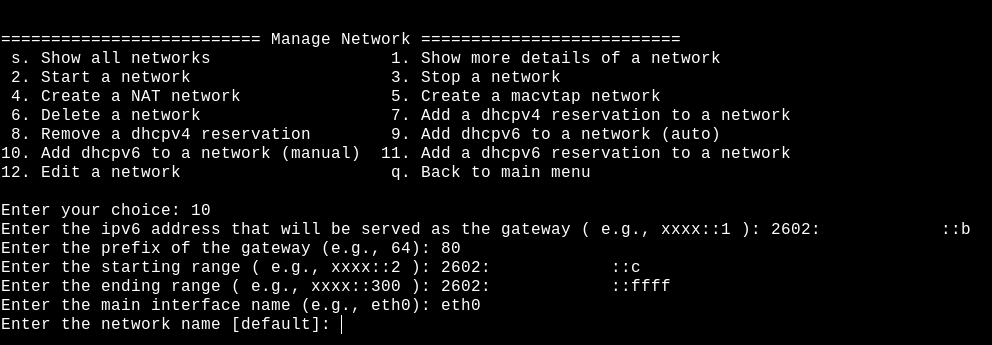 ========================== Manage Network ==========================
 s. Show all networks                  1. Show more details of a network
 2. Start a network                    3. Stop a network
 4. Create a NAT network               5. Create a macvtap network
 6. Delete a network                   7. Add a dhcpv4 reservation to a network
 8. Remove a dhcpv4 reservation        9. Add dhcpv6 to a network (auto)
10. Add dhcpv6 to a network (manual)  11. Add a dhcpv6 reservation to a network
12. Edit a network                     q. Back to main menu
Enter your choice: 10
Enter the ipv6 address that will be served as the gateway ( e.g., xxxx::1 ): 2602:            ::b
Enter the prefix of the gateway (e.g., 64): 80
Enter the starting range ( e.g., xxxx::2 ): 2602:            ::c
Enter the ending range ( e.g., xxxx::300 ): 2602:            ::ffff
Enter the main interface name (e.g., eth0): eth0
Enter the network name [default]: